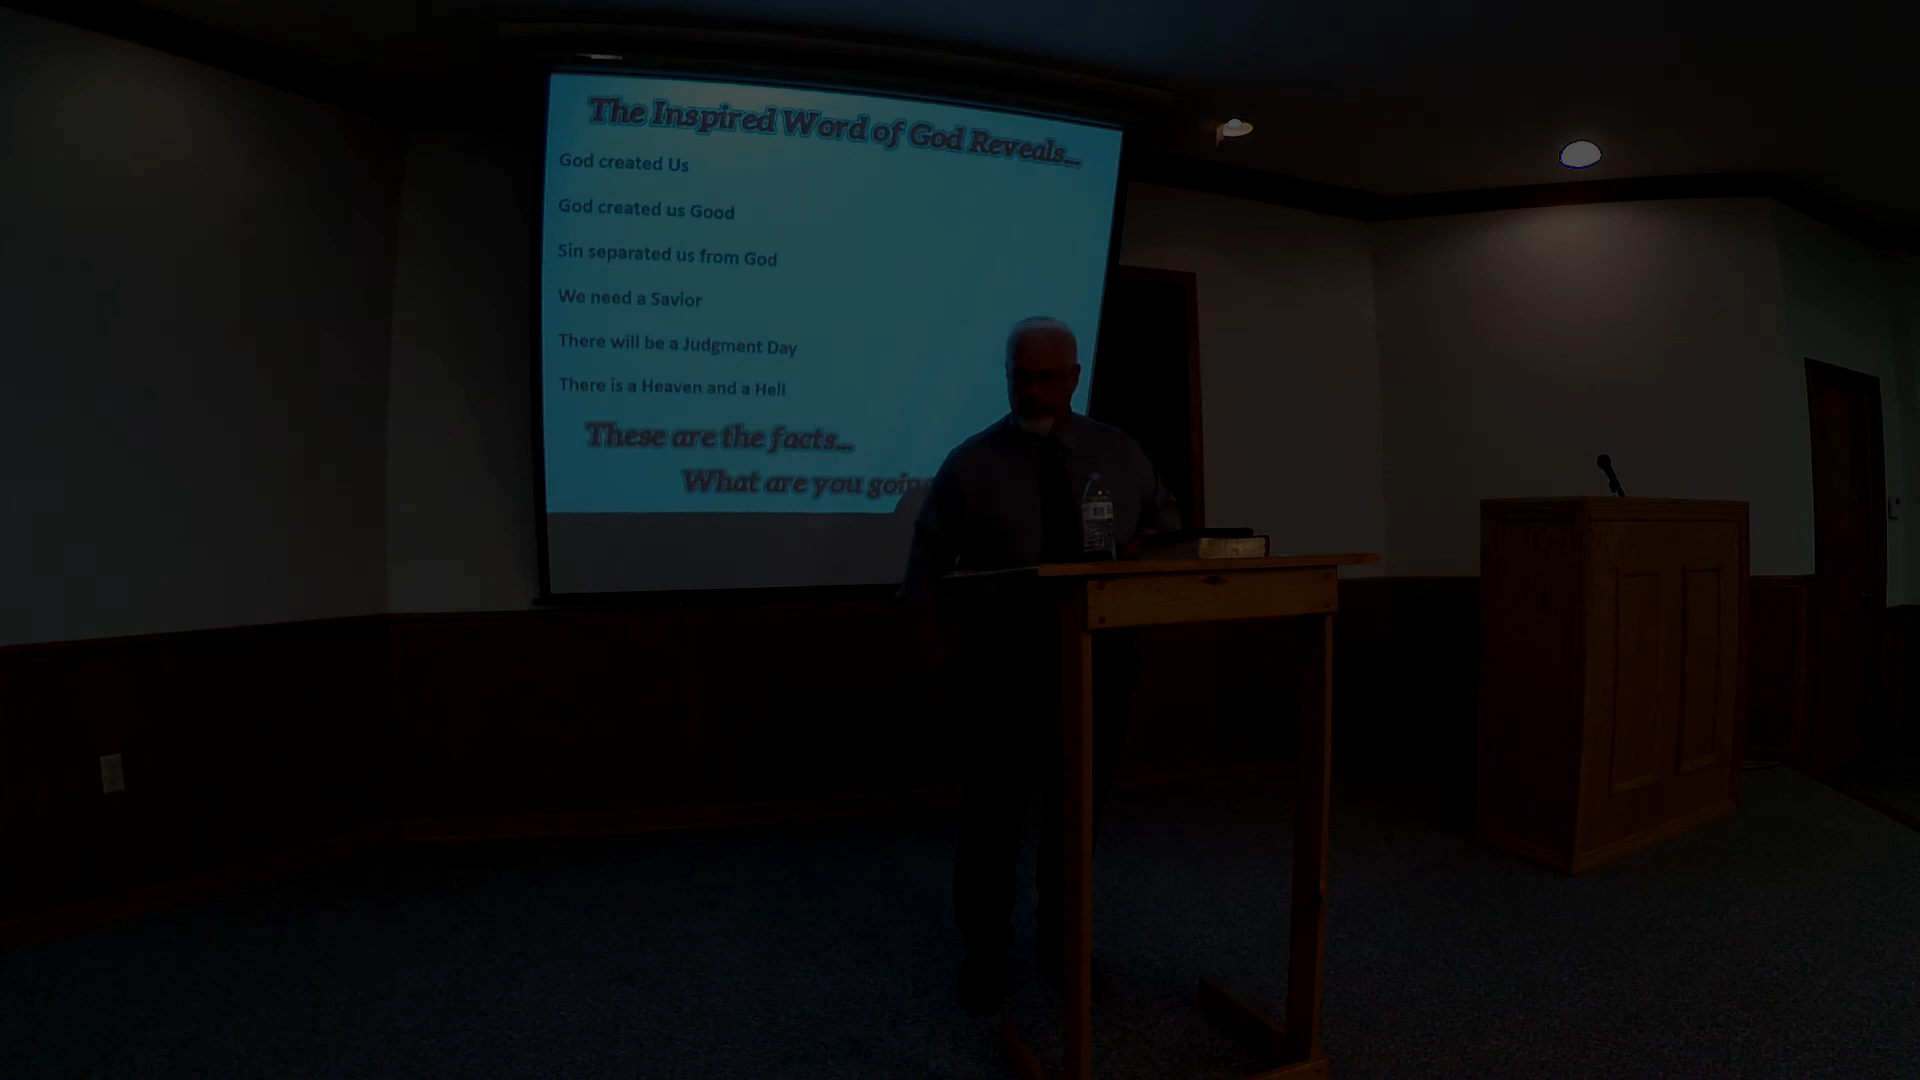 The Inspired Word of God Reveals...
God created Us
God created us Good
Sin separated us from God
We need a Savior
There will be a Judgment Day
There is a Heaven and a Hell
These are the facts...
What are you going